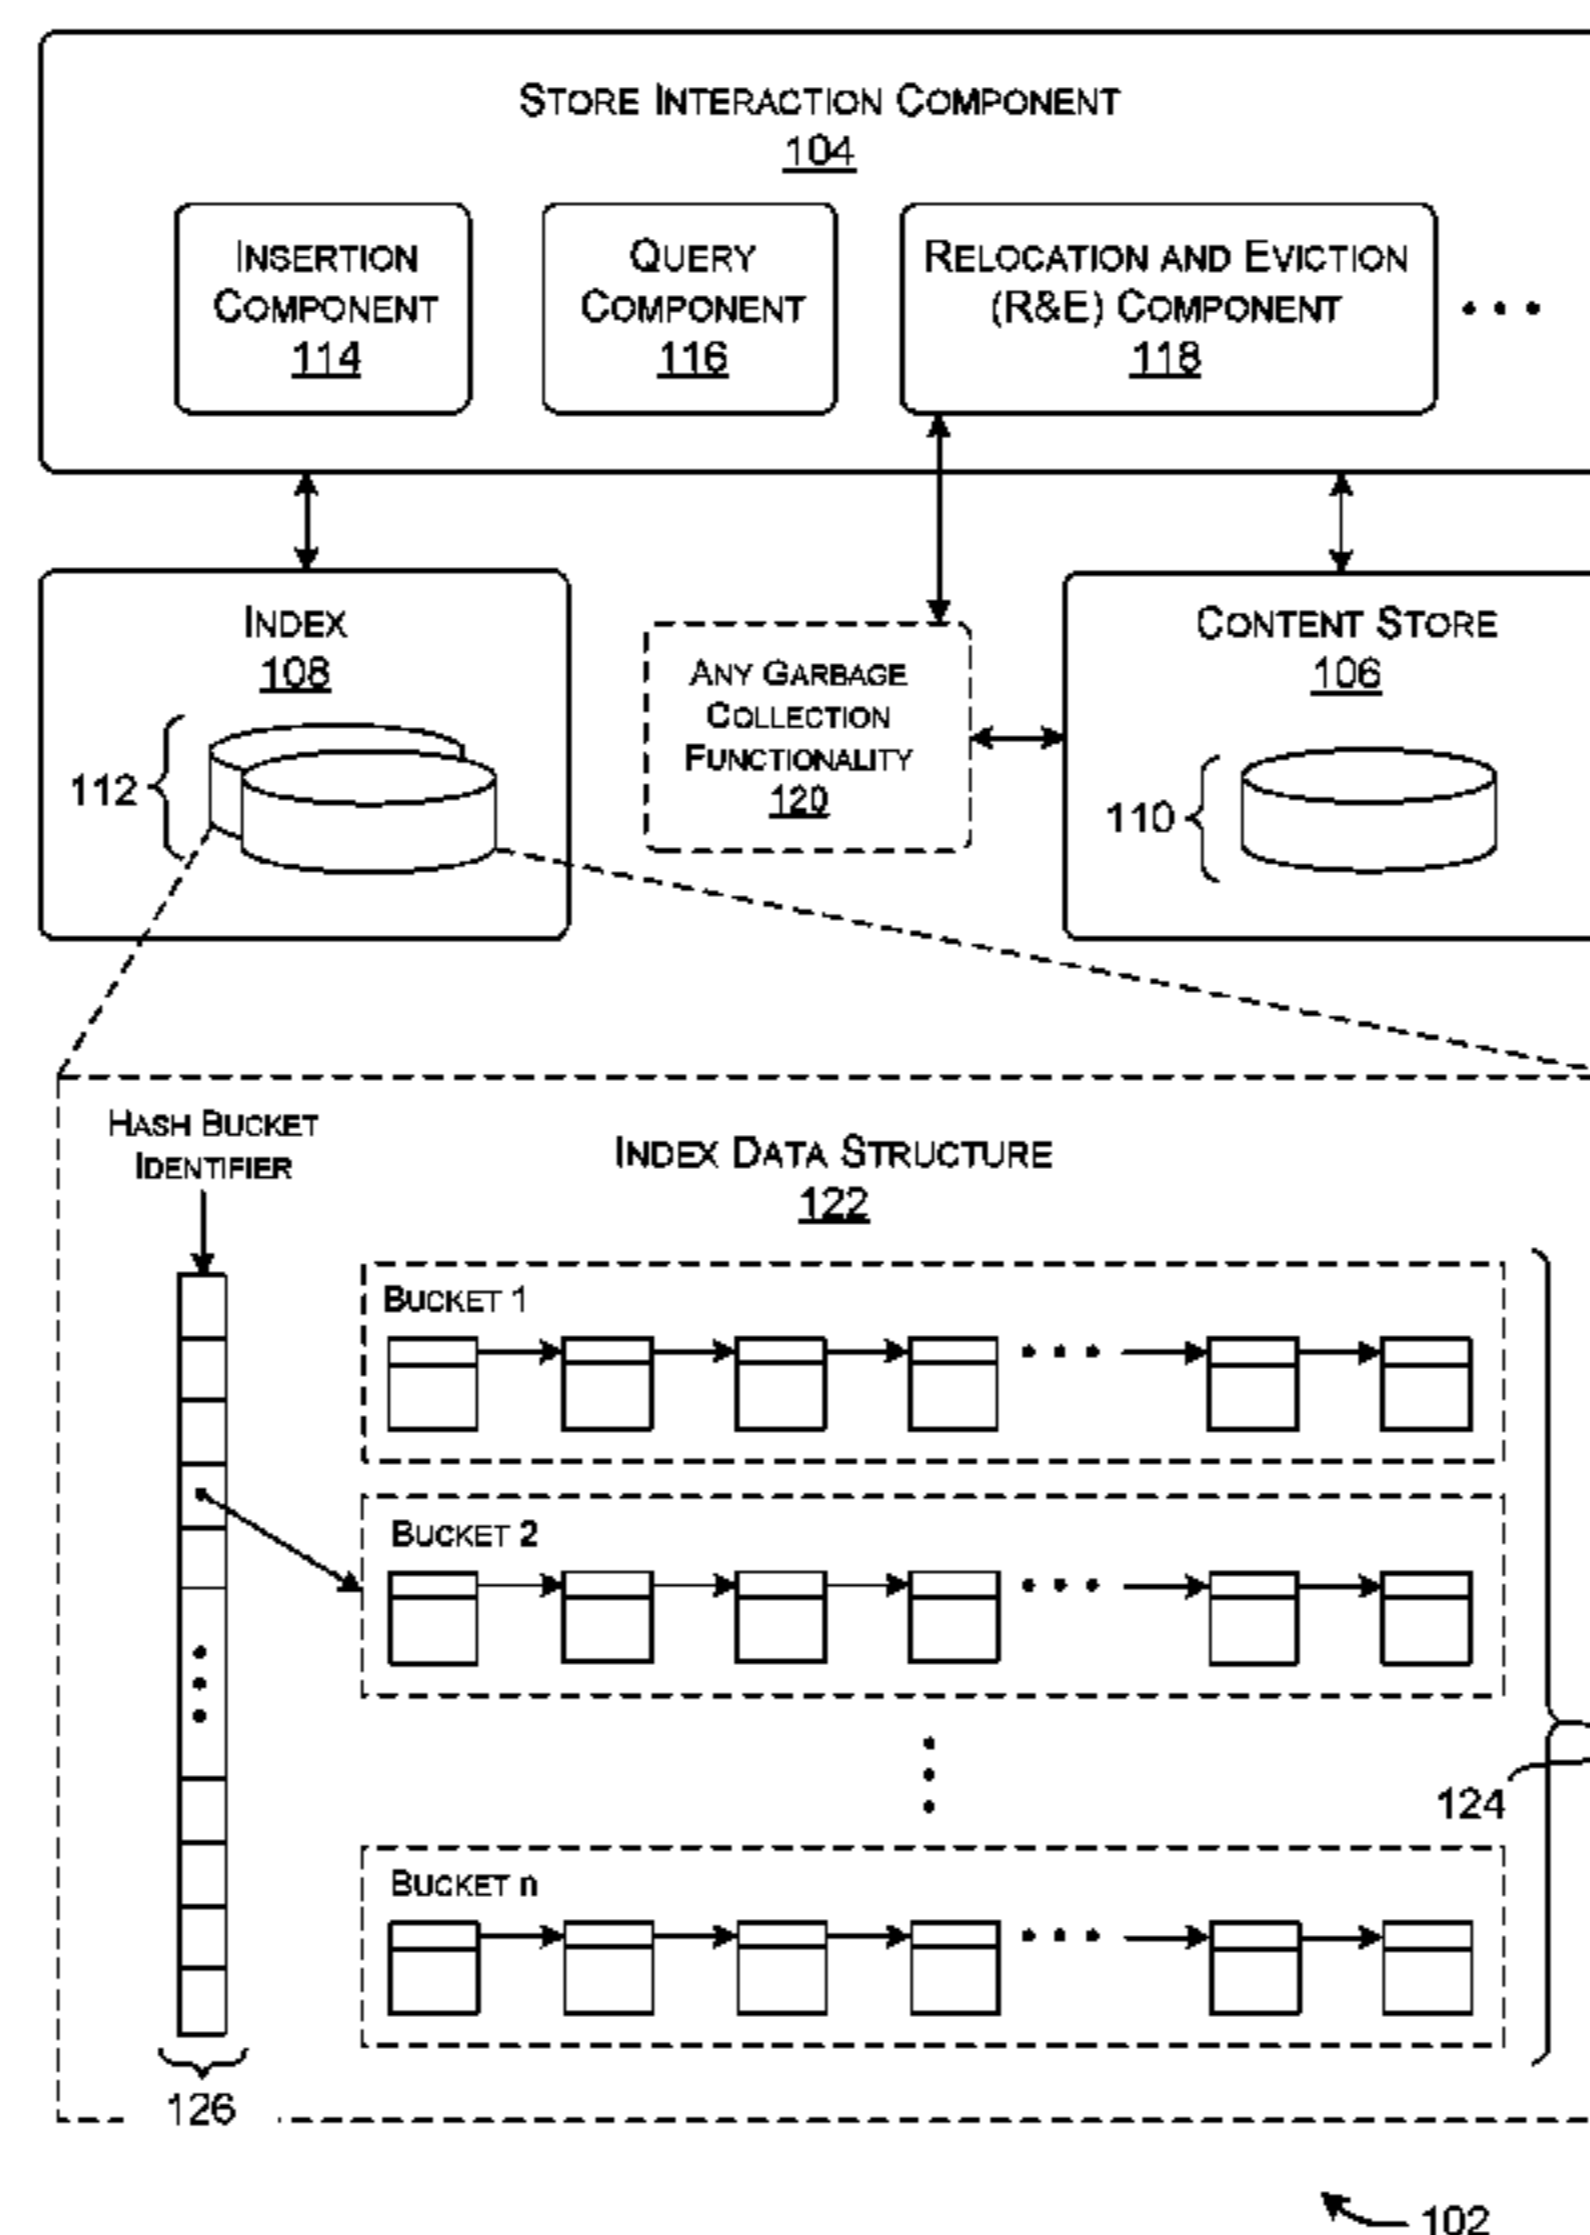 STORE INTERACTION COMPONENT
104
INSERTION
COMPONENT
114
QUERY
COMPONENT
116
RELOCATION AND EVICTION
(R&E) COMPONENT
118
• • •
INDEX
108
112
ANY GARBAGE
COLLECTION
FUNCTIONALITY
120
CONTENT STORE
106
110
HASH BUCKET
IDENTIFIER
INDEX DATA STRUCTURE
122
BUCKET 1
BUCKET 2
124
BUCKET n
126
102